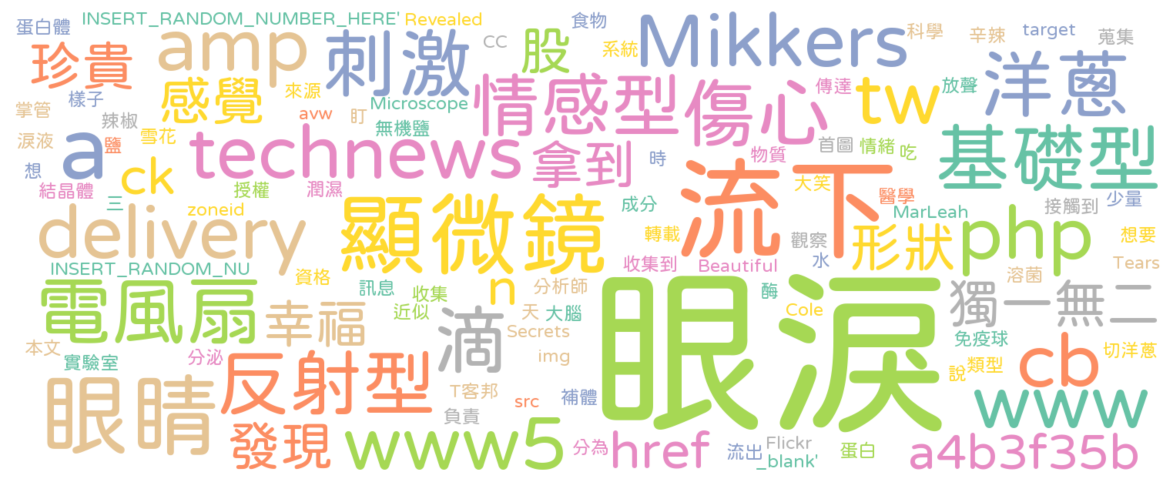 蛋白體 INSERT_RANDOM_NUMBER_HERE' Revealed 食物 科學 辛辣 target 蒐集
珍貴 amp 刺激 CC 股 系統 Mikkers 洋蔥
掌管 樣子 感覺 來源 Microscope 情感型 傷心 傳達 tw 放聲
辣椒 avw 盯 無機鹽
淚液 鹽 雪花 a technews 拿到 時 物質 首圖 情緒 吃 基礎型
想 結晶體 ck 授權 潤濕 大笑 醫學 少量
三 zoneid 顯微鏡 成分 流下 MarLeah 接觸到
delivery 轉載 觀察 形狀 php 想要
INSERT_RANDOM_NU 資格 訊息 收集到 Beautiful 水 Tears
電風扇 n 收集 分析師 酶 溶菌 獨一無二
幸福 近似 滴 天 大腦 眼淚 Cole
本文 實驗室 分泌 Secrets img 免疫球 切洋蔥
眼睛 反射型 T客邦 src 補體 說 類型 cb
負責 www
發現 www5 分為 href 流出 Flickr 蛋白 a4b3f35b
_blank'